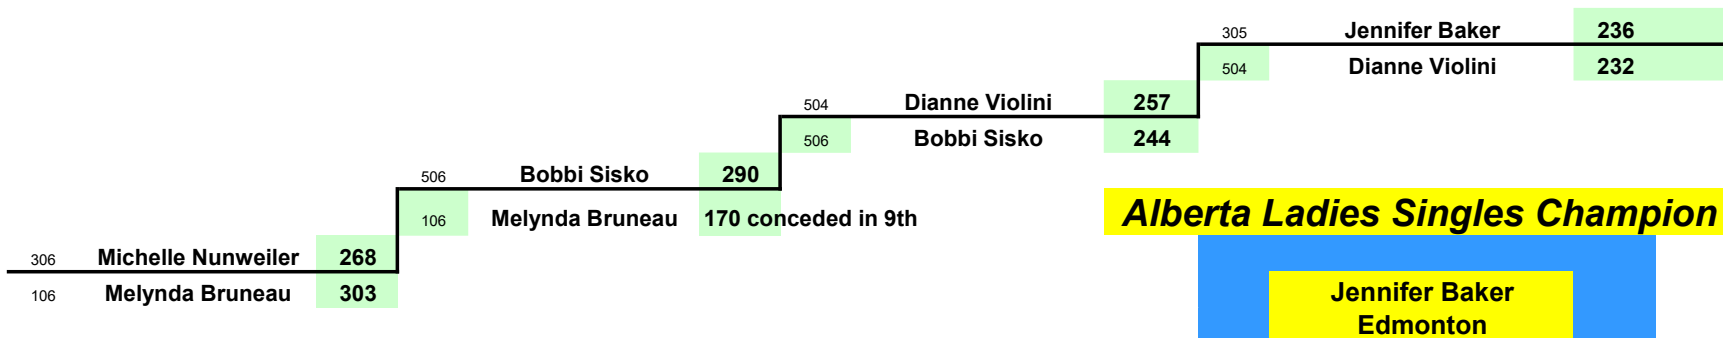 305 Jennifer Baker 236
504 Dianne Violini 232
504 Dianne Violini 257
506 Bobbi Sisko 244
506 Bobbi Sisko 290
106 Melynda Bruneau 170 conceded in 9th
Alberta Ladies Singles Champion
306 Michelle Nunweiler 268
106 Melynda Bruneau 303
Jennifer Baker
Edmonton